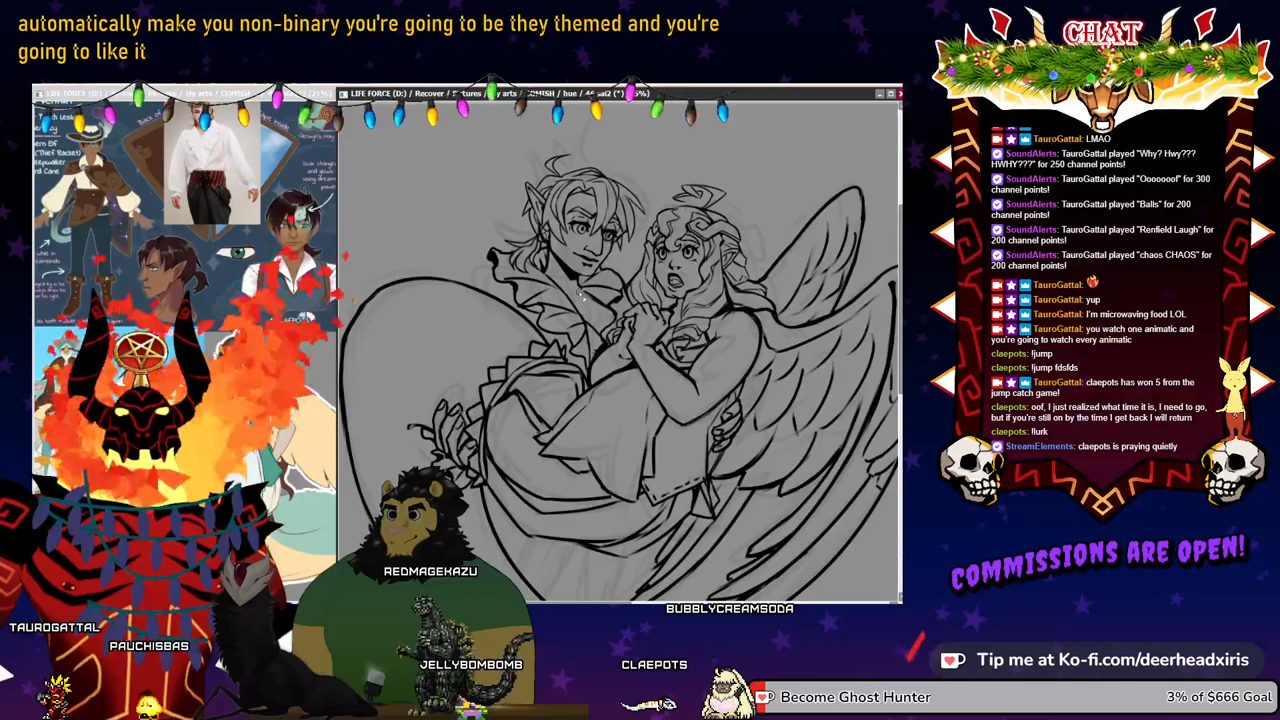 automatically make you non-binary you're going to be they themed and you're
going to like it
CHAT
TauroGattal: LMAO
SoundAlerts: TauroGattal played "Why? Hwy???
HWHY???" for 250 channel points!
SoundAlerts: TauroGattal played "Ooooooo!" for 300
channel points!
SoundAlerts: TauroGattal played "Balls" for 200
channel points!
SoundAlerts: TauroGattal played "Renfield Laugh" for
200 channel points!
SoundAlerts: TauroGattal played "chaos CHAOS" for
200 channel points!
TauroGattal:
TauroGattal: yup
TauroGattal: I'm microwaving food LOL
TauroGattal: you watch one animatic and
you're going to watch every animatic
claepots: !jump
claepots: !jump fdsfds
TauroGattal: claepots has won 5 from the
jump catch game!
claepots: oof, I just realized what time it is, I need to go,
but if you're still on by the time I get back I will return
claepots: !lurk
StreamElements: claepots is praying quietly
COMMISSIONS ARE OPEN!
REDMAGEKAZU
BUBBLYCREAMSODA
TAUROGATTAL
PAUCHISBAS
JELLYBOMBOMB
CLAEPOTS
Tip me at Ko-fi.com/deerheadxiris
Become Ghost Hunter 3% of $666 Goal